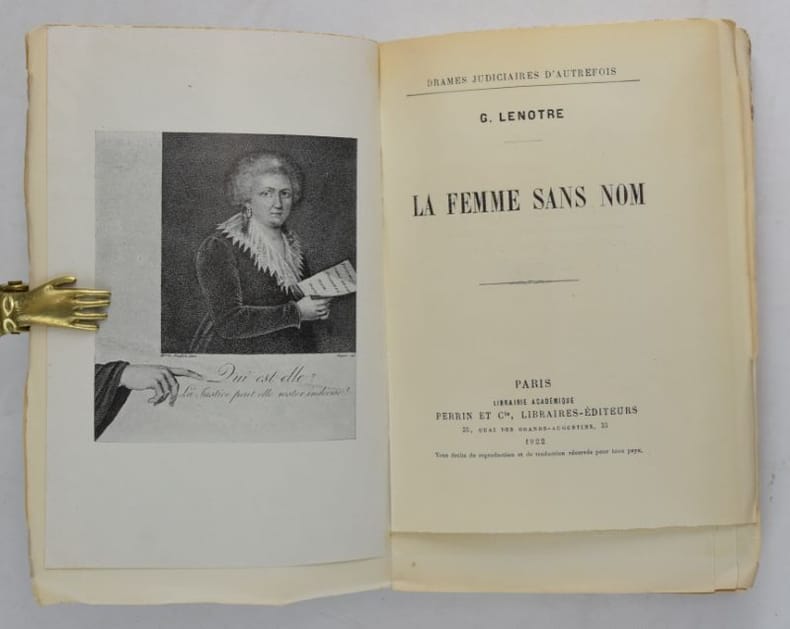 Qui est elle?
La Justice peut elle rester indécise?
DRAMES JUDICIAIRES D'AUTREFOIS
G. LENOTRE
LA FEMME SANS NOM
PARIS
LIBRAIRIE ACADÉMIQUE
PERRIN ET Cie, LIBRAIRES-ÉDITEURS
35, QUAI DES GRANDS-AUGUSTINS, 35
1922
Tous droits de reproduction et de traduction réservés pour tous pays.